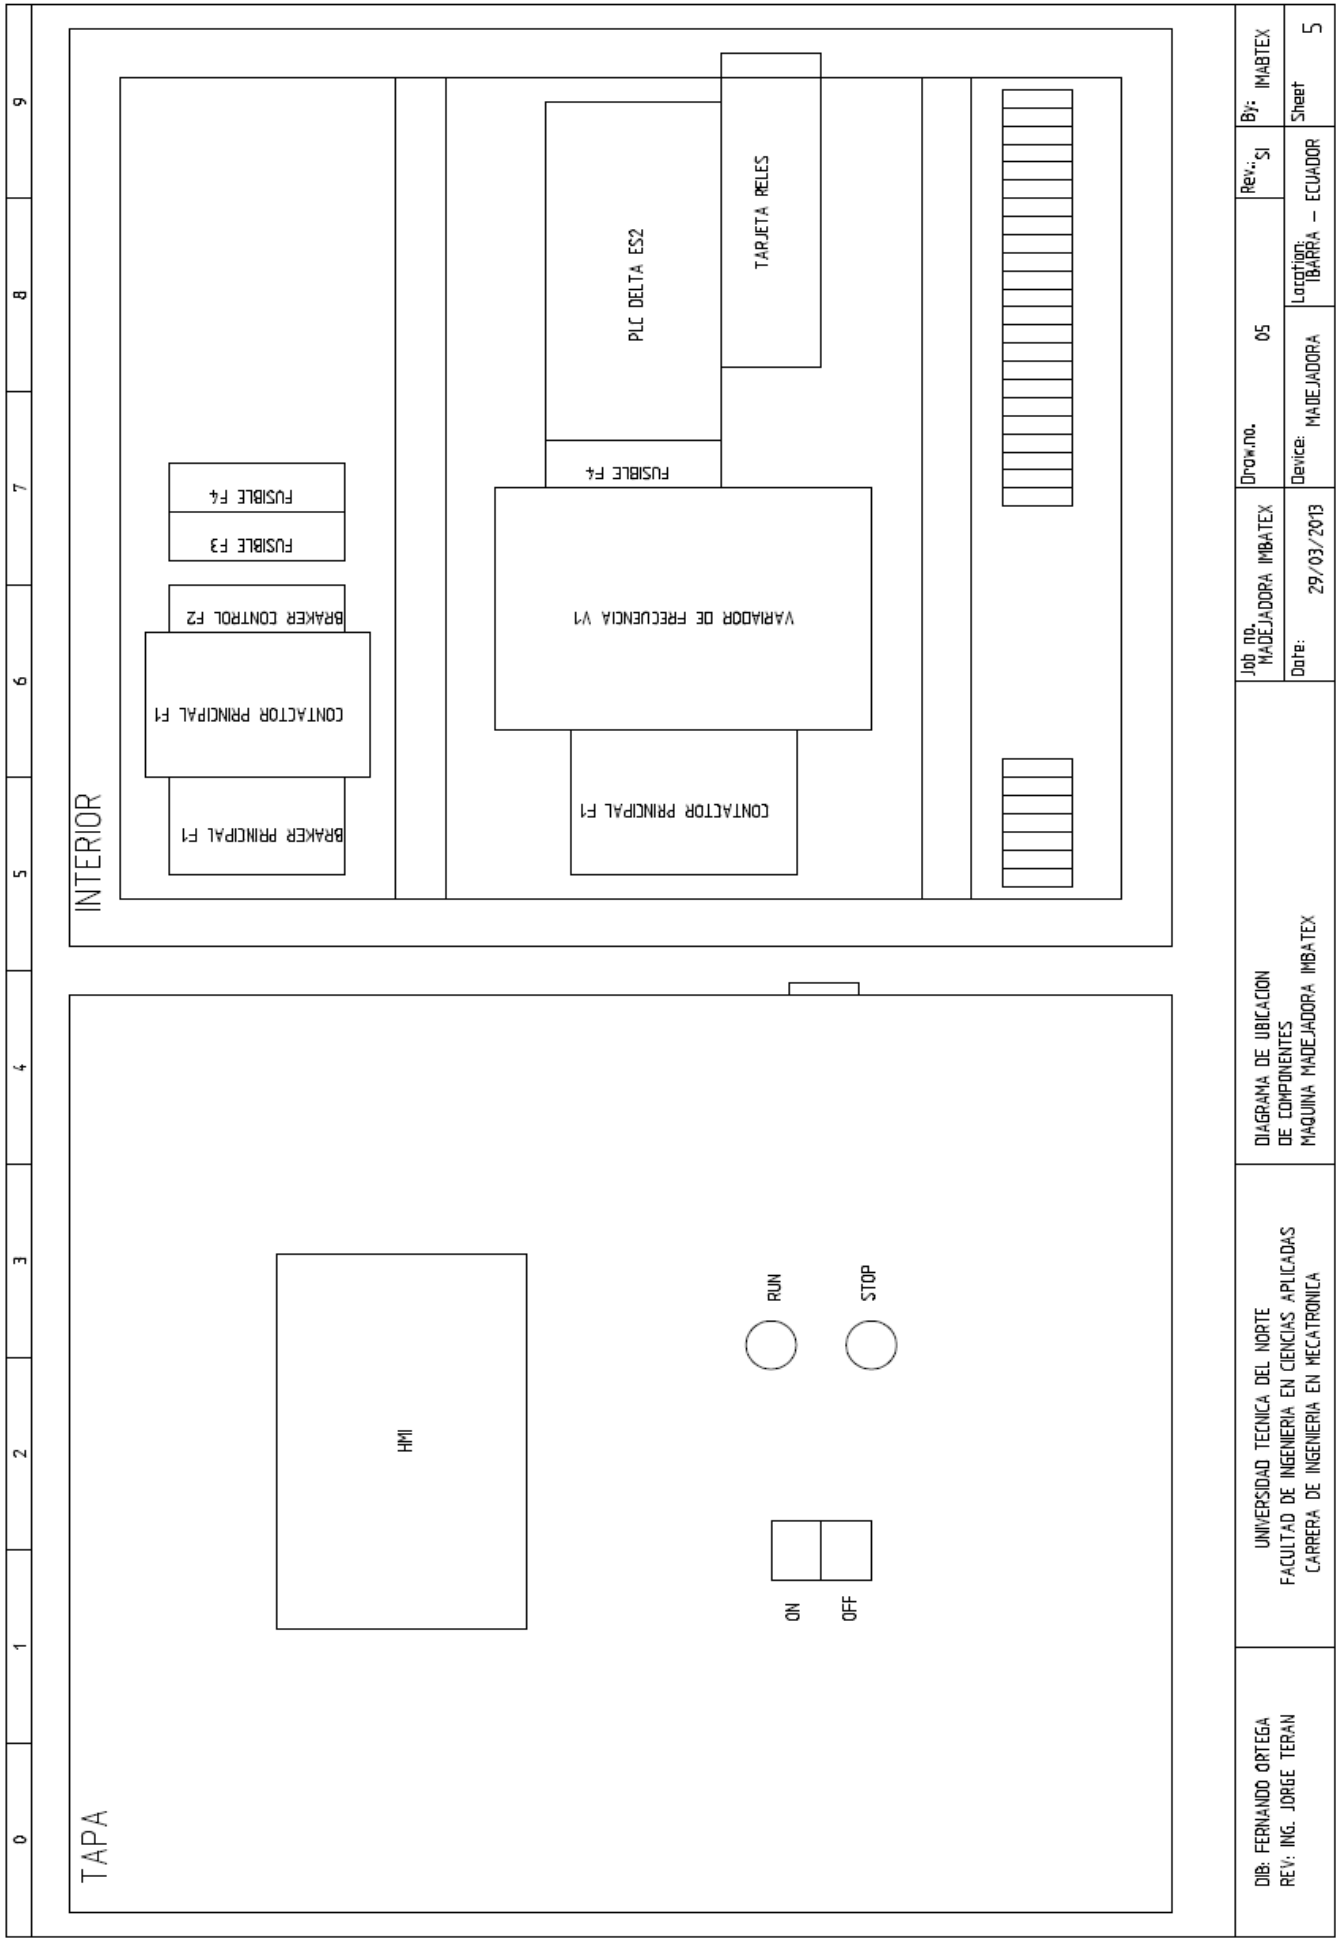 0 1 2 3 4 5 6 7 8 9
TAPA
HMI
ON
OFF
RUN
STOP
INTERIOR
BRAKER PRINCIPAL F1
CONTACTOR PRINCIPAL F1
BRAKER CONTROL F2
FUSIBLE F3
FUSIBLE F4
CONTACTOR PRINCIPAL F1
VARIADOR DE FRECUENCIA V1
FUSIBLE F4
PLC DELTA ES2
TARJETA RELES
DIB: FERNANDO ORTEGA
REV: ING. JORGE TERAN
UNIVERSIDAD TECNICA DEL NORTE
FACULTAD DE INGENIERIA EN CIENCIAS APLICADAS
CARRERA DE INGENIERIA EN MECATRONICA
DIAGRAMA DE UBICACION
DE COMPONENTES
MAQUINA MADEJADORA IMBATEX
Job no.
MADEJADORA IMBATEX
Date: 29/03/2013
Draw.no. 05
Device: MADEJADORA
Rev.: SI
Location:
IBARRA - ECUADOR
By: IMABTEX
Sheet 5